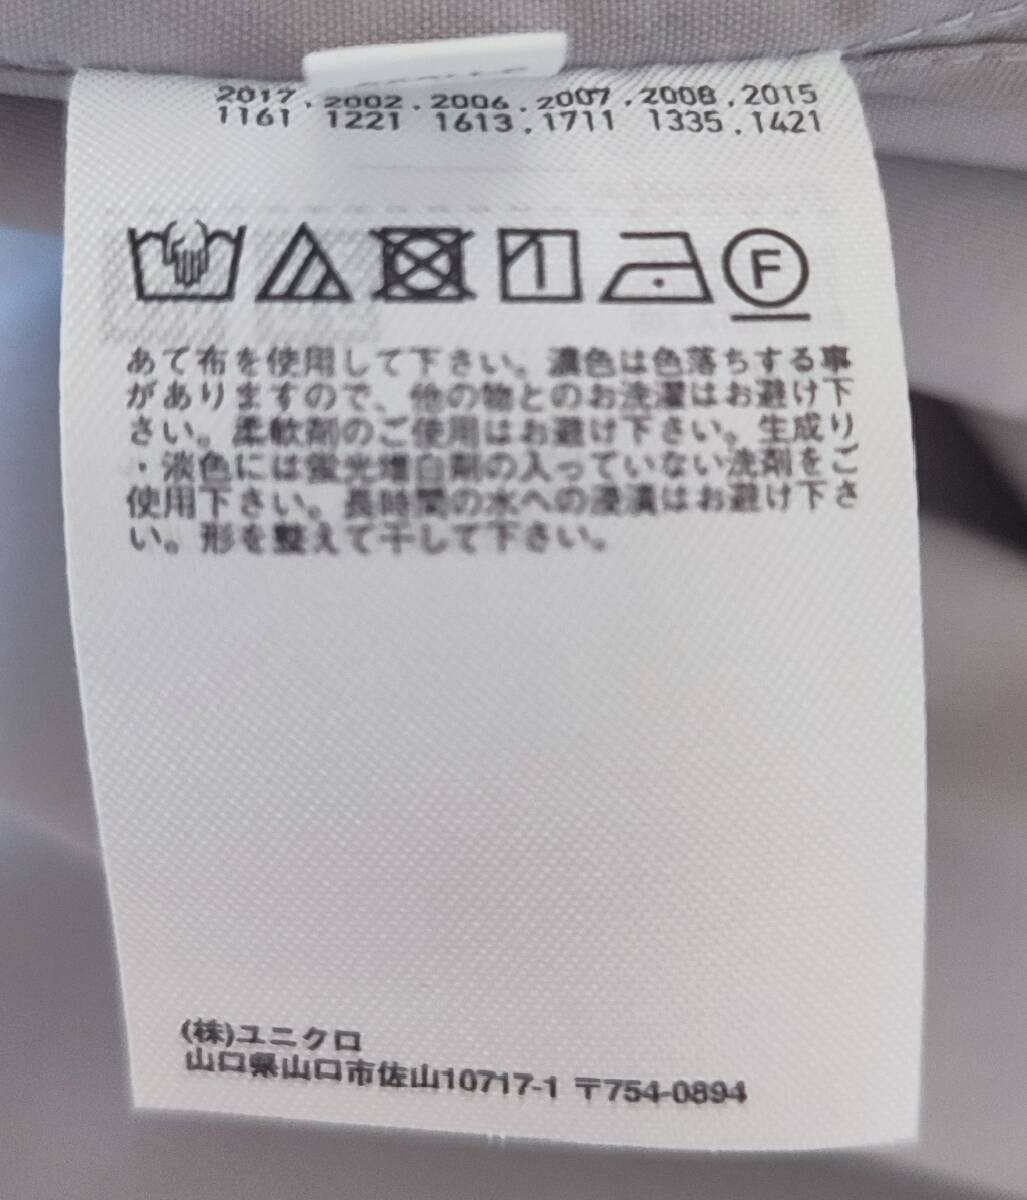 2017 . 2002 . 2006 . 2007 . 2008 . 2015
1161 1221 1613 . 1711 1335 . 1421
F
あて布を使用して下さい。濃色は色落ちする事
がありますので、他の物とのお洗濯はお避け下
さい。柔軟剤のご使用はお避け下さい。生成り
・淡色には蛍光増白剤の入っていない洗剤をご
使用下さい。長時間の水への浸漬はお避け下さ
い。形を整えて干して下さい。
(株)ユニクロ
山口県山口市佐山10717-1 〒754-0894